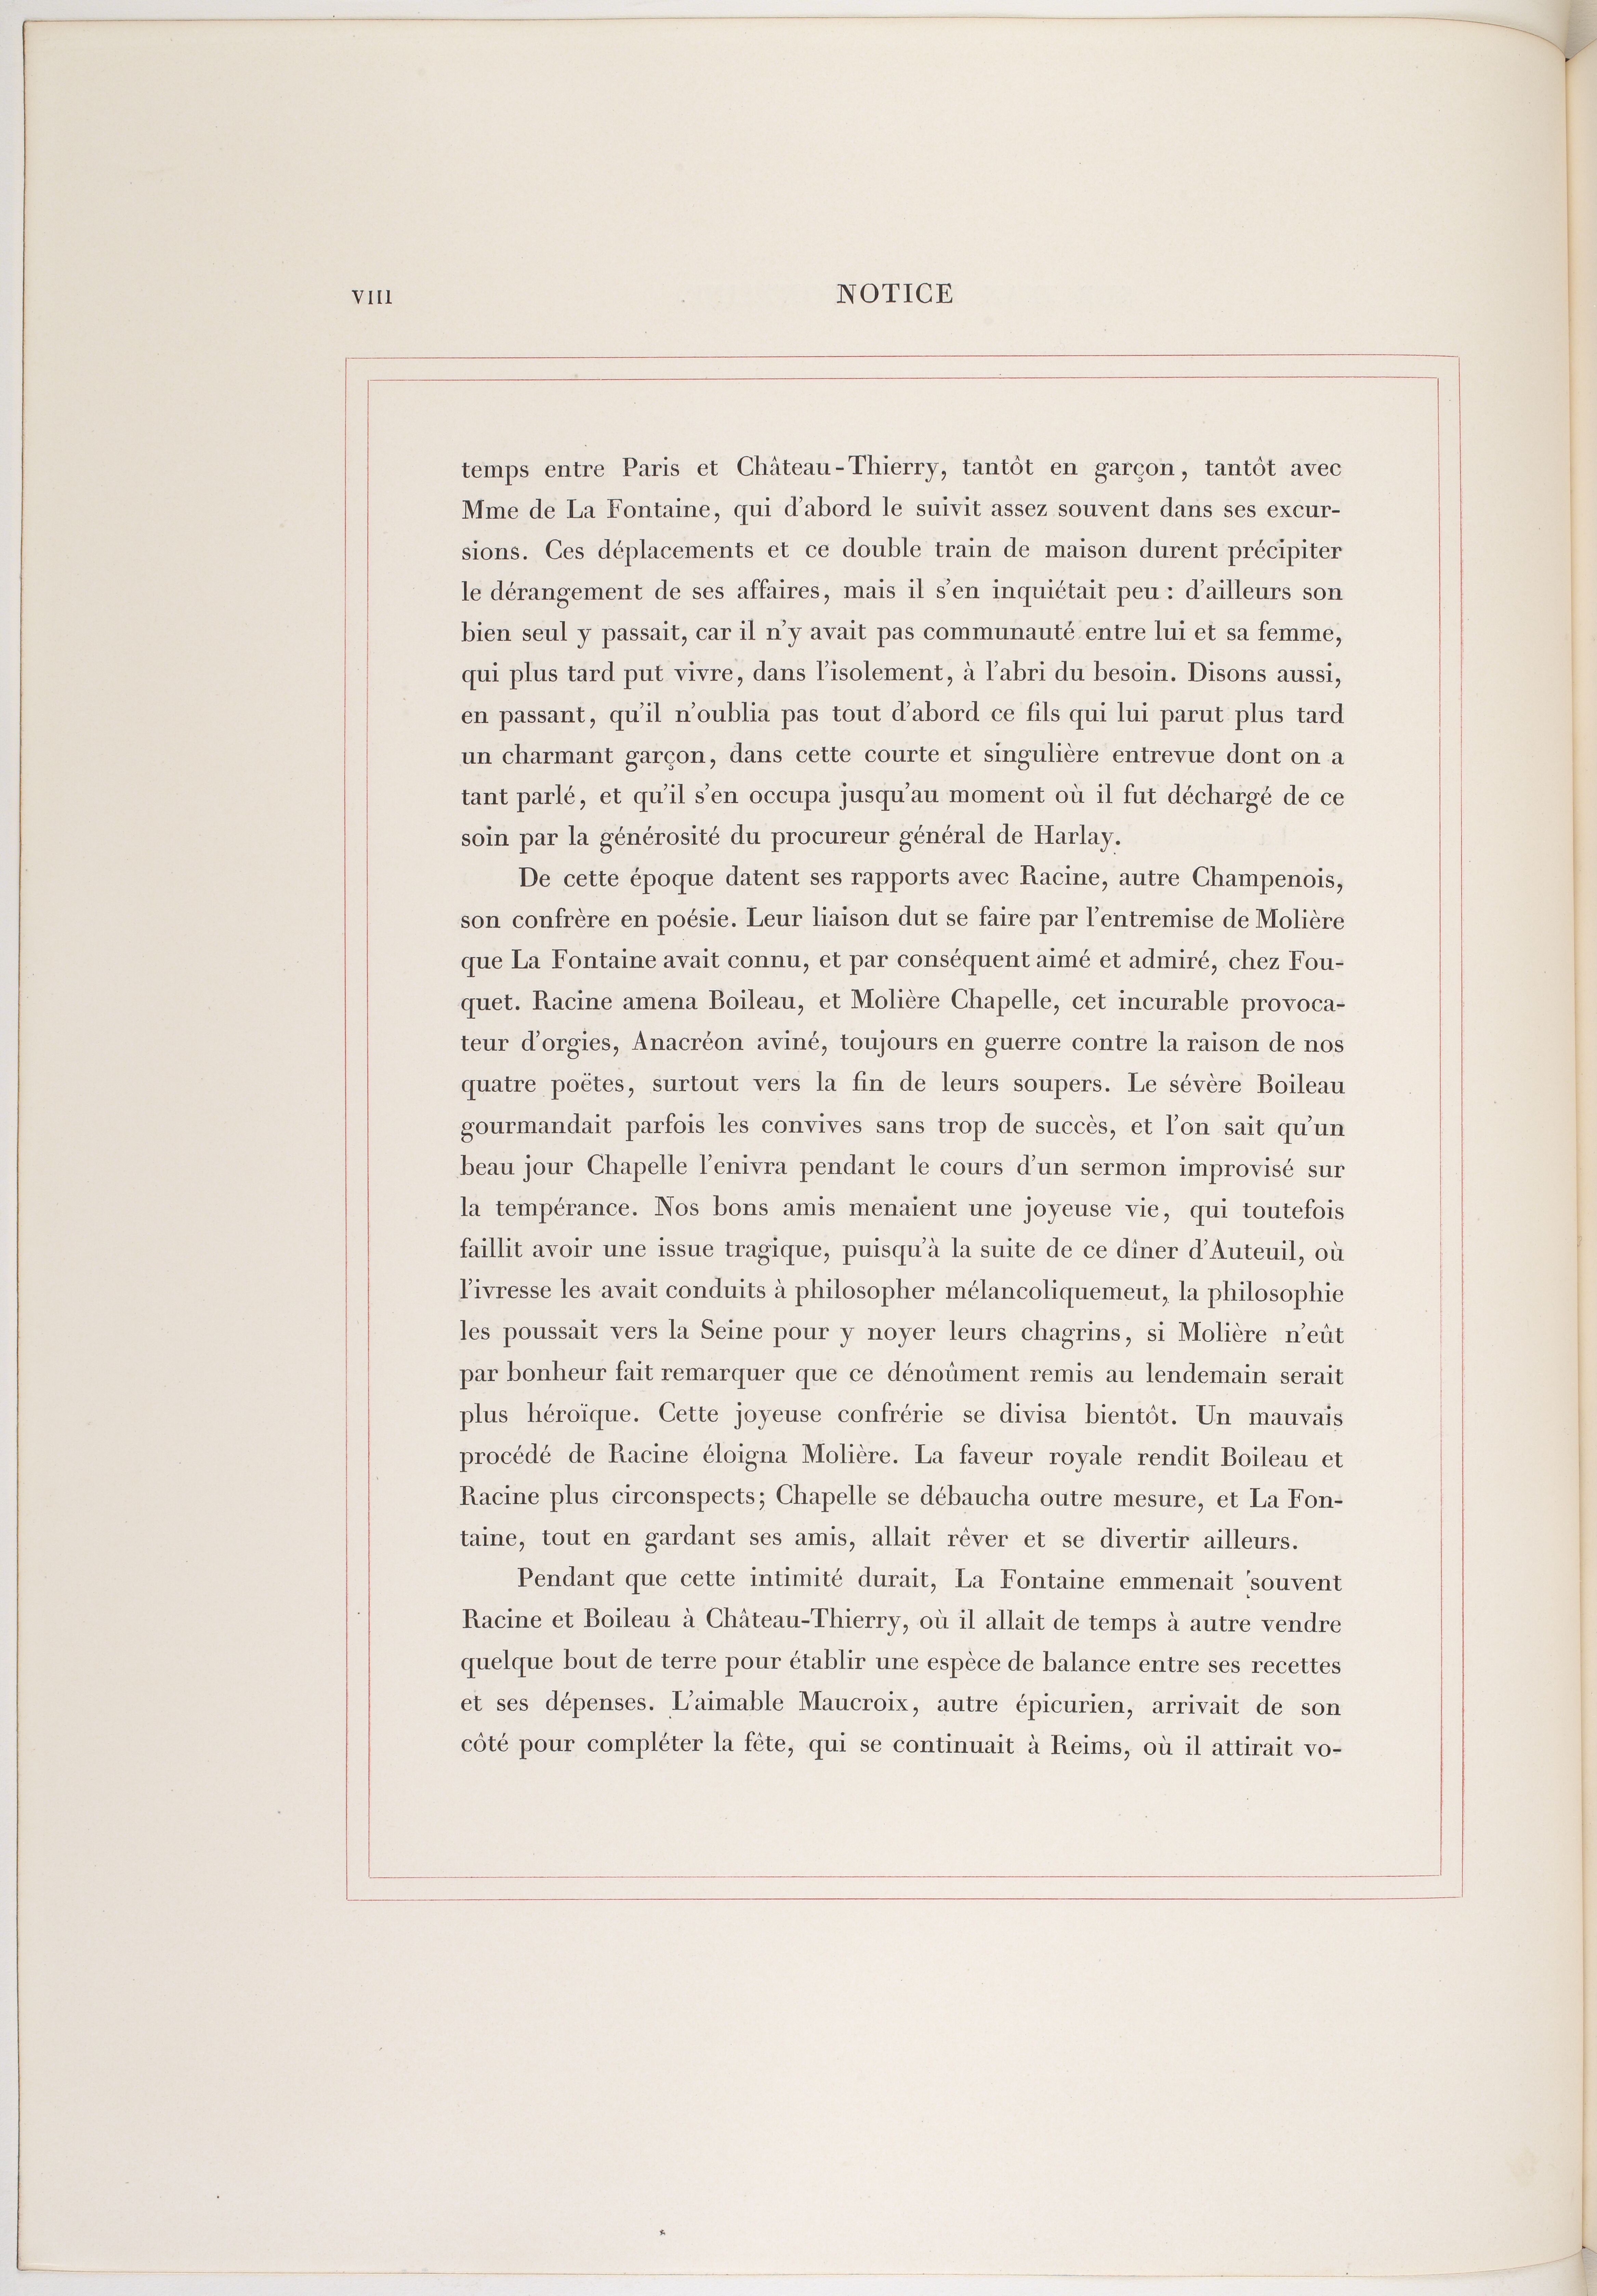 VIII
NOTICE
temps entre Paris et Château-Thierry, tantôt en garçon, tantôt avec
Mme de La Fontaine, qui d'abord le suivit assez souvent dans ses excur-
sions. Ces déplacements et ce double train de maison durent précipiter
le dérangement de ses affaires, mais il s'en inquiétait peu : d'ailleurs son
bien seul y passait, car il n'y avait pas communauté entre lui et sa femme,
qui plus tard put vivre, dans l'isolement, à l'abri du besoin. Disons aussi,
en passant, qu'il n'oublia pas tout d'abord ce fils qui lui parut plus tard
un charmant garçon, dans cette courte et singulière entrevue dont on a
tant parlé, et qu'il s'en occupa jusqu'au moment où il fut déchargé de ce
soin par la générosité du procureur général de Harlay.
De cette époque datent ses rapports avec Racine, autre Champenois,
son confrère en poésie. Leur liaison dut se faire par l'entremise de Molière
que La Fontaine avait connu, et par conséquent aimé et admiré, chez Fou-
quet. Racine amena Boileau, et Molière Chapelle, cet incurable provoca-
teur d'orgies, Anacréon aviné, toujours en guerre contre la raison de nos
quatre poëtes, surtout vers la fin de leurs soupers. Le sévère Boileau
gourmandait parfois les convives sans trop de succès, et l'on sait qu'un
beau jour Chapelle l'enivra pendant le cours d'un sermon improvisé sur
la tempérance. Nos bons amis menaient une joyeuse vie, qui toutefois
faillit avoir une issue tragique, puisqu'à la suite de ce dîner d'Auteuil, où
l'ivresse les avait conduits à philosopher mélancoliquemeut, la philosophie
les poussait vers la Seine pour y noyer leurs chagrins, si Molière n'eût
par bonheur fait remarquer que ce dénoûment remis au lendemain serait
plus héroïque. Cette joyeuse confrérie se divisa bientôt. Un mauvais
procédé de Racine éloigna Molière. La faveur royale rendit Boileau et
Racine plus circonspects; Chapelle se débaucha outre mesure, et La Fon-
taine, tout en gardant ses amis, allait rêver et se divertir ailleurs.
Pendant que cette intimité durait, La Fontaine emmenait souvent
Racine et Boileau à Château-Thierry, où il allait de temps à autre vendre
quelque bout de terre pour établir une espèce de balance entre ses recettes
et ses dépenses. L'aimable Maucroix, autre épicurien, arrivait de son
côté pour compléter la fête, qui se continuait à Reims, où il attirait vo-